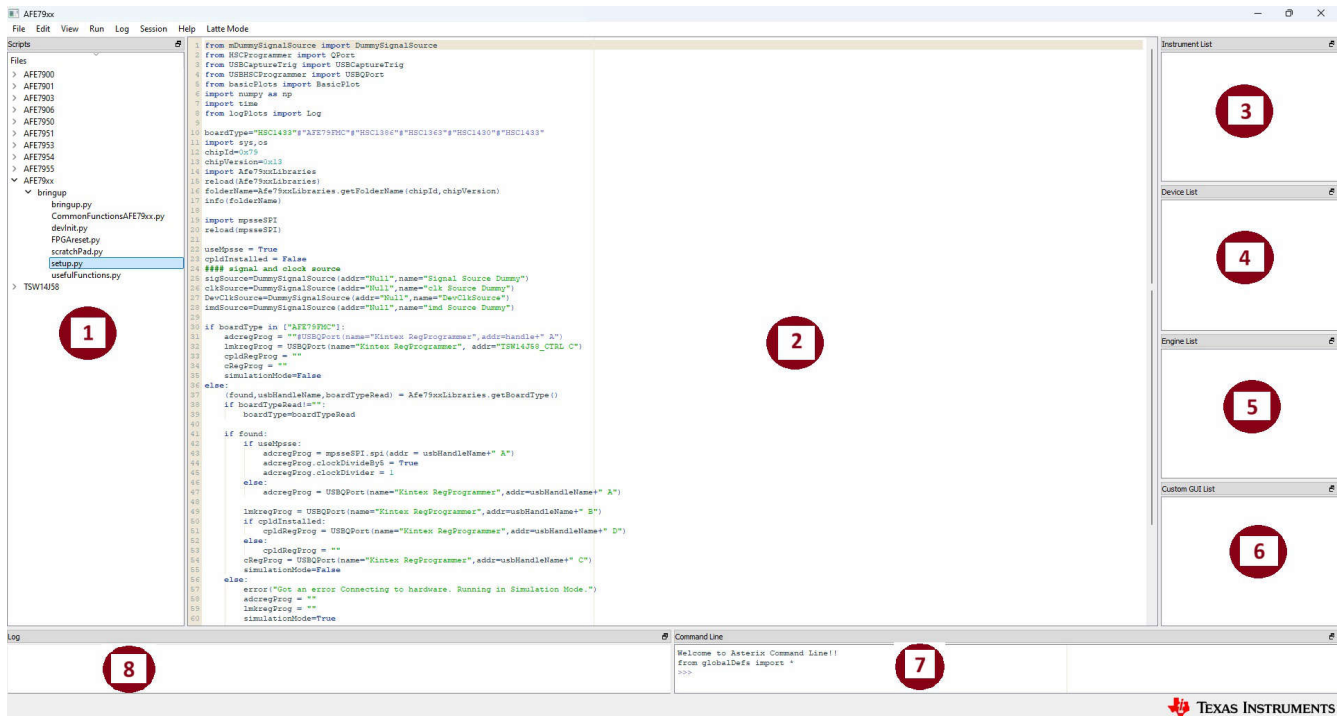 AFE79xx
File Edit View Run Log Session Help Latte Mode
Scripts
Files
AFE7900
AFE7901
AFE7903
AFE7906
AFE7950
AFE7951
AFE7953
AFE7954
AFE7955
AFE79xx
bringup
bringup.py
CommonFunctionsAFE79xx.py
devInit.py
FPGAreset.py
scratchPad.py
setup.py
usefulFunctions.py
TSW14J58
1
1 from mDummySignalSource import DummySignalSource
2 from HSCProgrammer import QPort
3 from USBCaptureTrig import USBCaptureTrig
4 from USBHSCProgrammer import USBQPort
5 from basicPlots import BasicPlot
6 import numpy as np
7 import time
8 from logPlots import Log
9
10 boardType="HSC1433"#"AFE79FMC"#"HSC1386"#"HSC1363"#"HSC1430"#"HSC1433"
11 import sys,os
12 chipId=0x79
13 chipVersion=0x13
14 import Afe79xxLibraries
15 reload(Afe79xxLibraries)
16 folderName=Afe79xxLibraries.getFolderName(chipId,chipVersion)
17 info(folderName)
18
19 import mpsseSPI
20 reload(mpsseSPI)
21
22 useMpsse = True
23 cpldInstalled = False
24 #### signal and clock source
25 sigSource=DummySignalSource(addr="Null",name="Signal Source Dummy")
26 clkSource=DummySignalSource(addr="Null",name="clk Source Dummy")
27 DevClkSource=DummySignalSource(addr="Null",name="DevClkSource")
28 imdSource=DummySignalSource(addr="Null",name="imd Source Dummy")
29
30 if boardType in ["AFE79FMC"]:
31 adcregProg = ""#USBQPort(name="Kintex RegProgrammer",addr=handle+" A")
32 lmkregProg = USBQPort(name="Kintex RegProgrammer", addr="TSW14J58_CTRL C")
33 cpldRegProg = ""
34 cRegProg = ""
35 simulationMode=False
36 else:
37 (found,usbHandleName,boardTypeRead) = Afe79xxLibraries.getBoardType()
38 if boardTypeRead!="":
39 boardType=boardTypeRead
40
41 if found:
42 if useMpsse:
43 adcregProg = mpsseSPI.spi(addr = usbHandleName+" A")
44 adcregProg.clockDivideBy5 = True
45 adcregProg.clockDivider = 1
46 else:
47 adcregProg = USBQPort(name="Kintex RegProgrammer",addr=usbHandleName+" A")
48
49 lmkregProg = USBQPort(name="Kintex RegProgrammer",addr=usbHandleName+" B")
50 if cpldInstalled:
51 cpldRegProg = USBQPort(name="Kintex RegProgrammer",addr=usbHandleName+" D")
52 else:
53 cpldRegProg = ""
54 cRegProg = USBQPort(name="Kintex RegProgrammer",addr=usbHandleName+" C")
55 simulationMode=False
56 else:
57 error("Got an error Connecting to hardware. Running in Simulation Mode.")
58 adcregProg = ""
59 lmkregProg = ""
60 simulationMode=True
2
Instrument List
3
Device List
4
Engine List
5
Custom GUI List
6
Log
8
Command Line
Welcome to Asterix Command Line!!
from globalDefs import *
>>>
7
TEXAS INSTRUMENTS